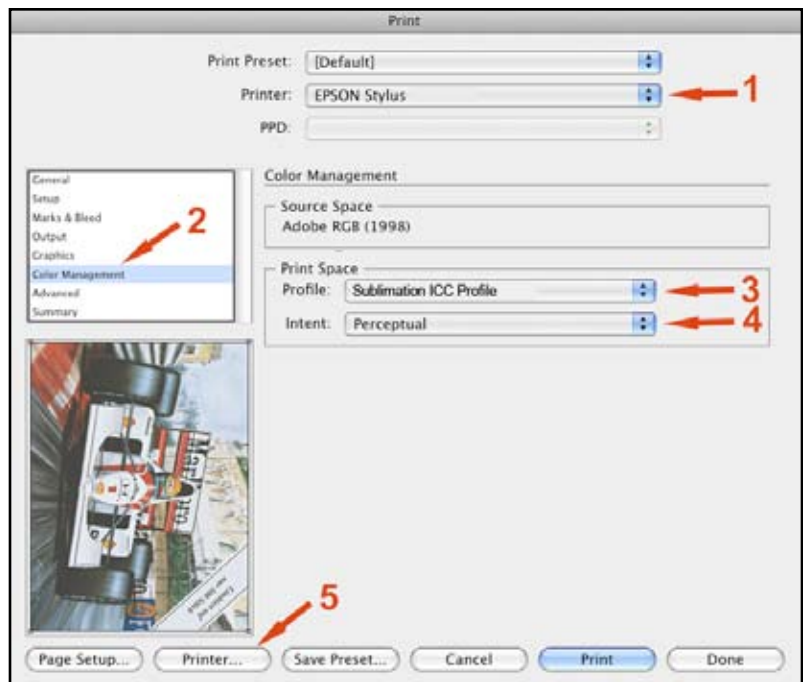 Print
Print Preset: [Default]
Printer: EPSON Stylus
1
PPD:
General
Setup
Marks & Bleed
Output
Graphics
Color Management
Advanced
Summary
2
Color Management
Source Space
Adobe RGB (1998)
Print Space
Profile: Sublimation ICC Profile
3
Intent: Perceptual
4
Marlboro
5
Page Setup... Printer... Save Preset... Cancel Print Done